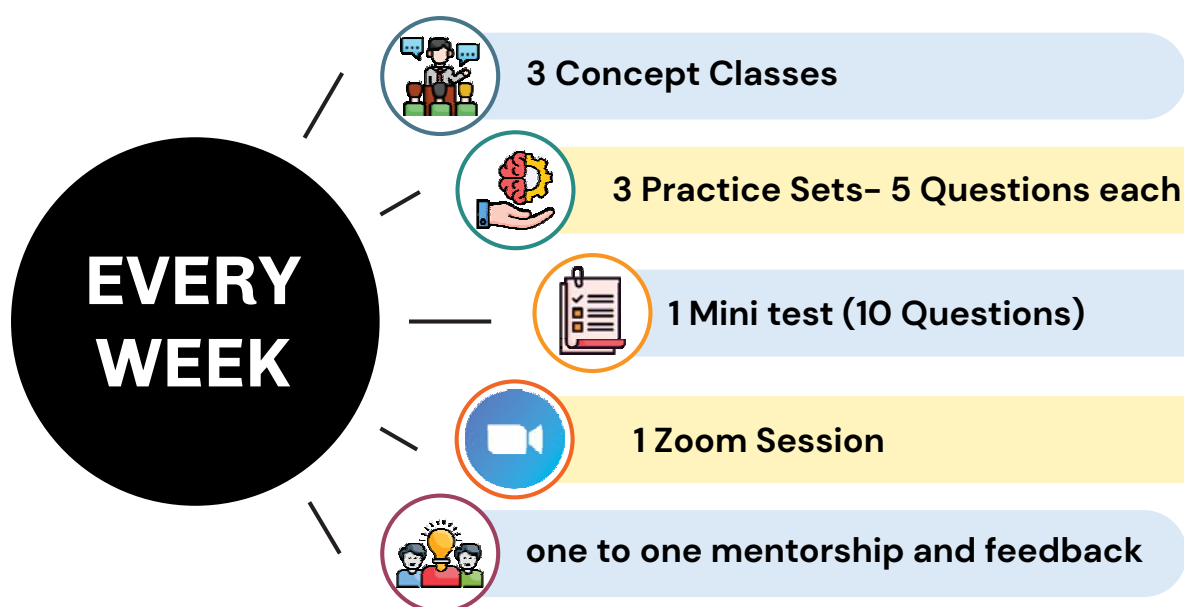 EVERY
WEEK
3 Concept Classes
3 Practice Sets- 5 Questions each
1 Mini test (10 Questions)
1 Zoom Session
one to one mentorship and feedback